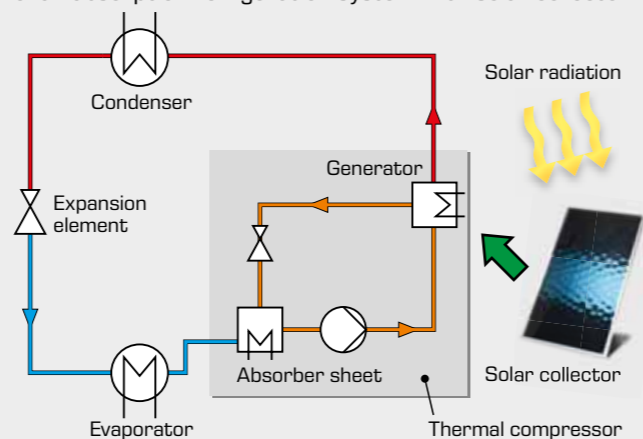 Condenser
Solar radiation
Generator
Expansion
element
Absorber sheet
Solar collector
Evaporator
Thermal compressor